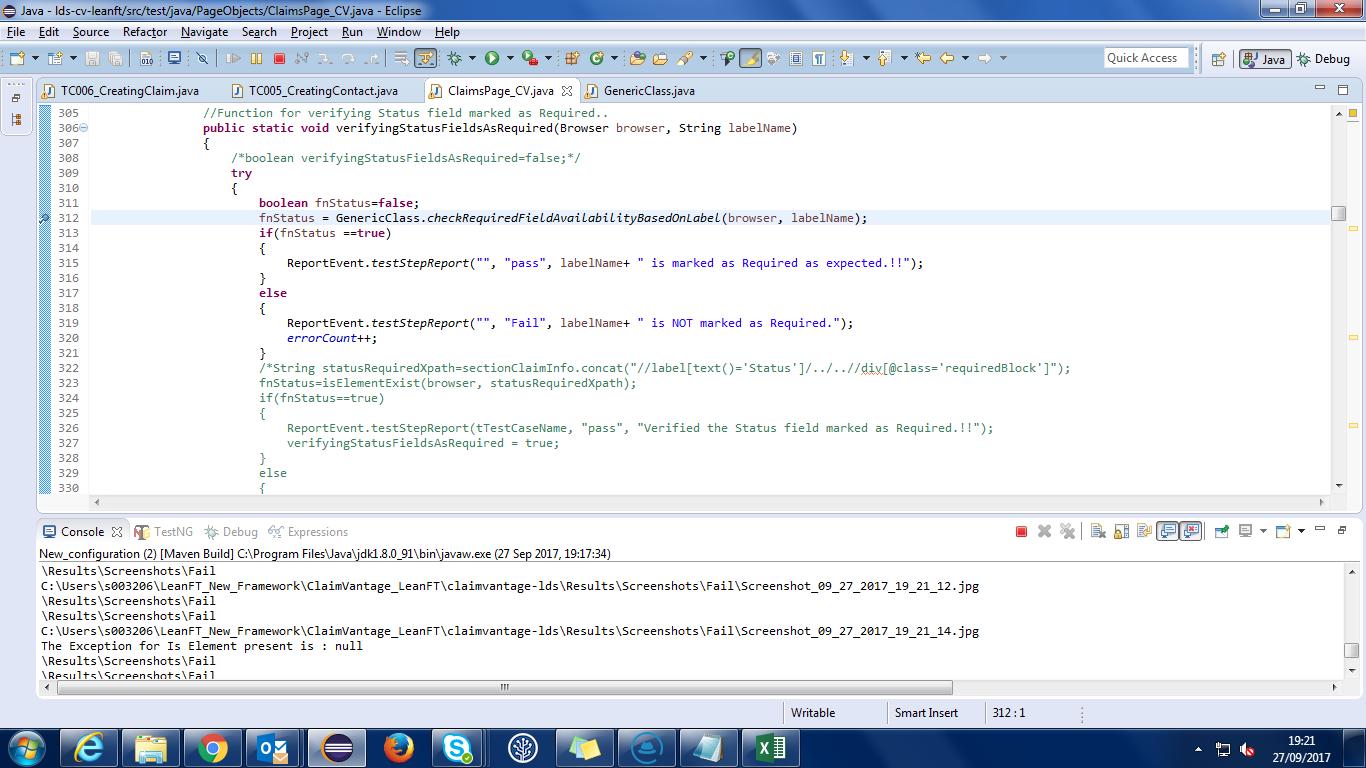 Java - lds-cv-leanft/src/test/java/PageObjects/ClaimsPage_CV.java - Eclipse
File Edit Source Refactor Navigate Search Project Run Window Help
Quick Access Java Debug
TC006_CreatingClaim.java TC005_CreatingContact.java ClaimsPage_CV.java GenericClass.java
305 //Function for verifying Status field marked as Required..
306 public static void verifyingStatusFieldsAsRequired(Browser browser, String labelName)
307 {
308 /*boolean verifyingStatusFieldsAsRequired=false;*/
309 try
310 {
311 boolean fnStatus=false;
312 fnStatus = GenericClass.checkRequiredFieldAvailabilityBasedOnLabel(browser, labelName);
313 if(fnStatus ==true)
314 {
315 ReportEvent.testStepReport("", "pass", labelName+ " is marked as Required as expected.!!");
316 }
317 else
318 {
319 ReportEvent.testStepReport("", "Fail", labelName+ " is NOT marked as Required.");
320 errorCount++;
321 }
322 /*String statusRequiredXpath=sectionClaimInfo.concat("//label[text()='Status']/../..//div[@class='requiredBlock']");
323 fnStatus=isElementExist(browser, statusRequiredXpath);
324 if(fnStatus==true)
325 {
326 ReportEvent.testStepReport(tTestCaseName, "pass", "Verified the Status field marked as Required.!!");
327 verifyingStatusFieldsAsRequired = true;
328 }
329 else
330 {
Console TestNG Debug Expressions
New_configuration (2) [Maven Build] C:\Program Files\Java\jdk1.8.0_91\bin\javaw.exe (27 Sep 2017, 19:17:34)
\Results\Screenshots\Fail
C:\Users\s003206\LeanFT_New_Framework\ClaimVantage_LeanFT\claimvantage-lds\Results\Screenshots\Fail\Screenshot_09_27_2017_19_21_12.jpg
\Results\Screenshots\Fail
\Results\Screenshots\Fail
C:\Users\s003206\LeanFT_New_Framework\ClaimVantage_LeanFT\claimvantage-lds\Results\Screenshots\Fail\Screenshot_09_27_2017_19_21_14.jpg
The Exception for Is Element present is : null
\Results\Screenshots\Fail
\Results\Screenshots\Fail
Writable Smart Insert 312 : 1
19:21
27/09/2017